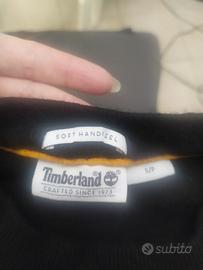 SOFT HAND FEEL
Timberland
CRAFTED SINCE 1973
S/P
subito